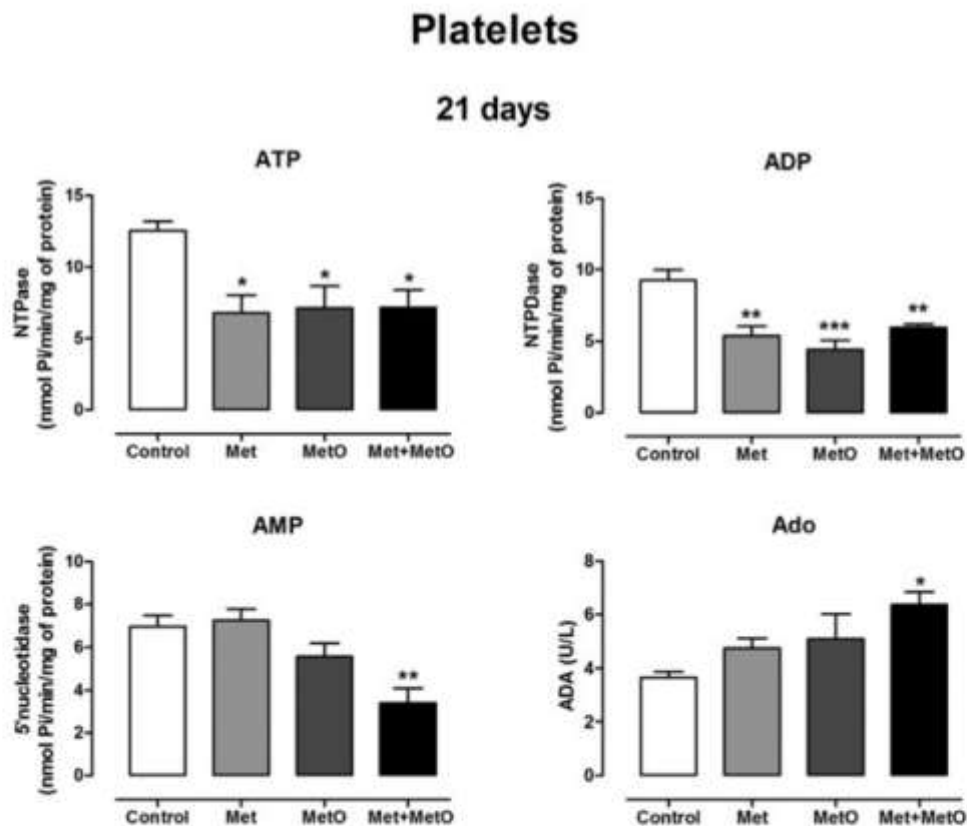 Platelets
21 days
ATP
NTPase
(nmol Pi/min/mg of protein)
15
10
5
0
*
*
*
Control Met MetO Met+MetO
ADP
NTPDase
(nmol Pi/min/mg of protein)
15
10
5
0
**
***
**
Control Met MetO Met+MetO
AMP
5'nucleotidase
(nmol Pi/min/mg of protein)
10
8
6
4
2
0
**
Control Met MetO Met+MetO
Ado
ADA (U/L)
8
6
4
2
0
*
Control Met MetO Met+MetO